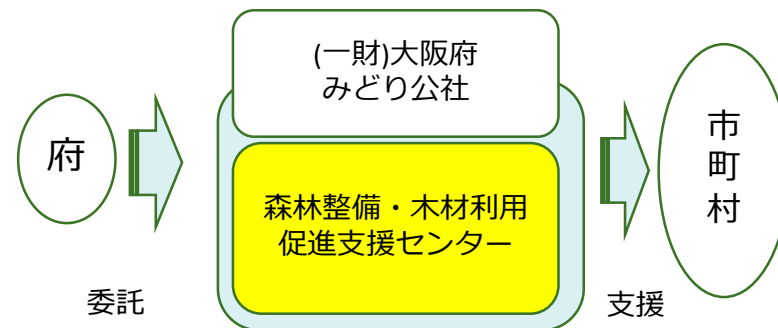 (一財)大阪府
みどり公社
府
森林整備・木材利用
促進支援センター
市
町
村
委託
支援